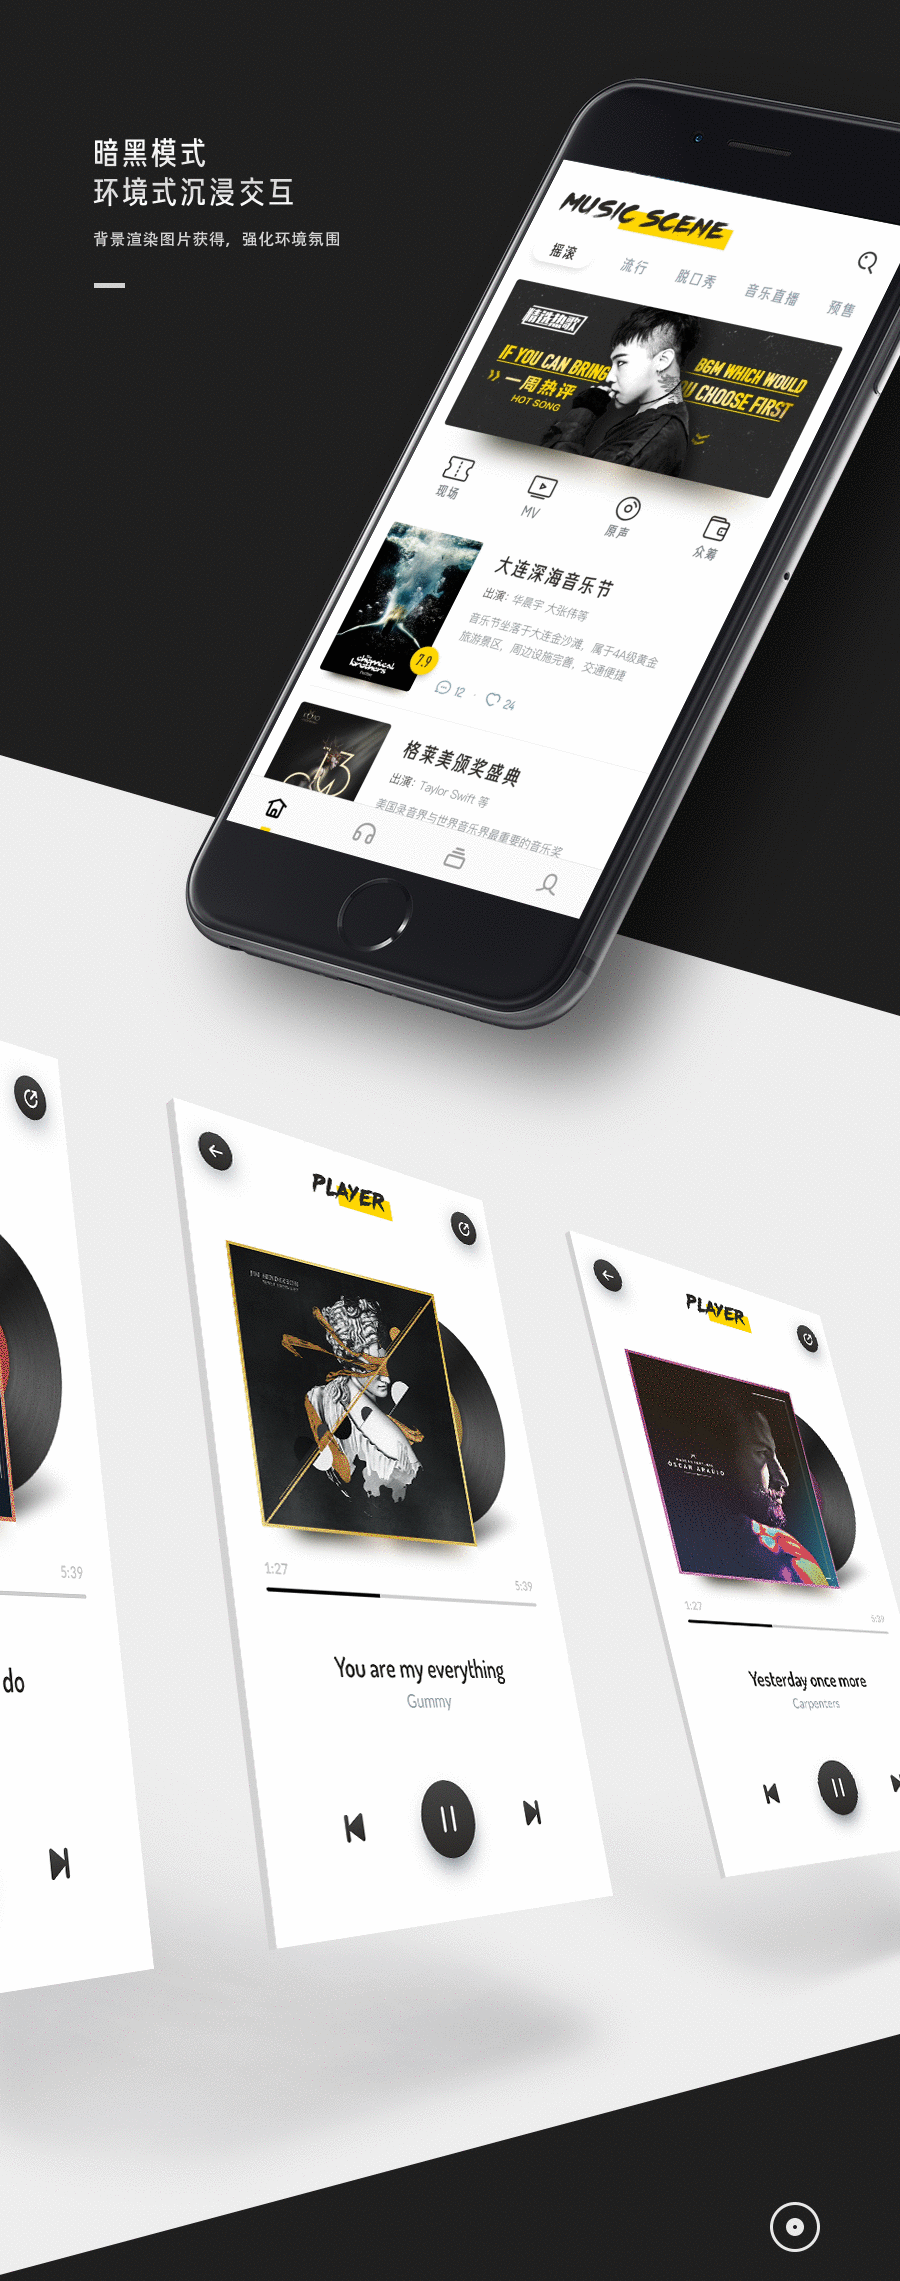 暗黑模式
环境式沉浸交互
背景渲染图片获得，强化环境氛围
MUSIC SCENE
摇滚
流行
脱口秀
音乐直播
预售
精选热歌
IF YOU CAN BRING
BGM WHICH WOULD
一周热评
OU CHOOSE FIRST
HOT SONG
现场
MV
原声
众筹
大连深海音乐节
出演：华晨宇 大张伟等
音乐节坐落于大连金沙滩，属于4A级黄金
旅游景区，周边设施完善，交通便捷
the
chemical
brothers
7.9
12
24
格莱美颁奖盛典
出演：Taylor Swift 等
美国录音界与世界音乐界最重要的音乐奖
PLAYER
JOE HENDERSON
1:27
5:39
You are my everything
Gummy
5:39
do
PLAYER
OSCAR ARAUJO
1:27
5:39
Yesterday once more
Carpenters